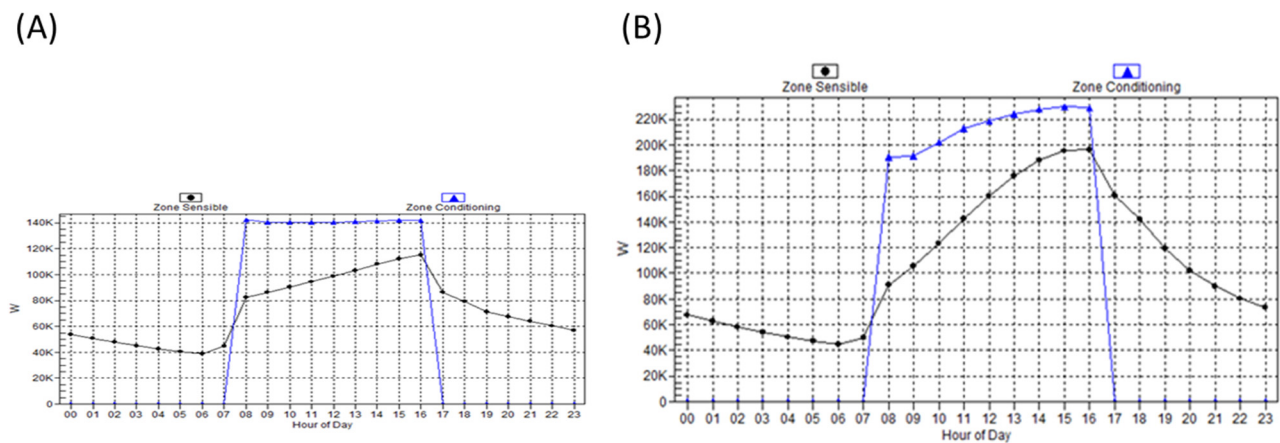 (A)
Zone Sensible Zone Conditioning
140K
120K
100K
80K
60K
40K
20K
0
W
00 01 02 03 04 05 06 07 08 09 10 11 12 13 14 15 16 17 18 19 20 21 22 23
Hour of Day
(B)
Zone Sensible Zone Conditioning
220K
200K
180K
160K
140K
120K
100K
80K
60K
40K
20K
0
W
00 01 02 03 04 05 06 07 08 09 10 11 12 13 14 15 16 17 18 19 20 21 22 23
Hour of Day